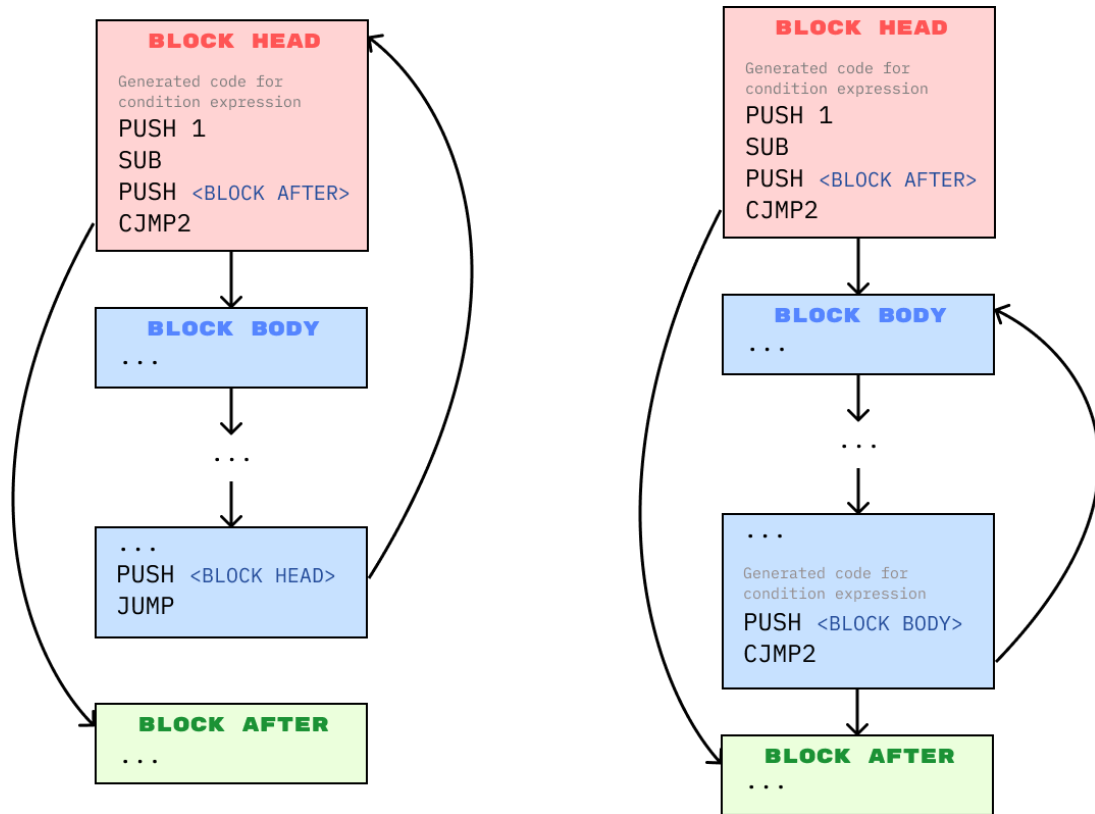 BLOCK HEAD
Generated code for
condition expression
PUSH 1
SUB
PUSH <BLOCK AFTER>
CJMP2
BLOCK BODY
...
...
...
PUSH <BLOCK HEAD>
JUMP
BLOCK AFTER
...
BLOCK HEAD
Generated code for
condition expression
PUSH 1
SUB
PUSH <BLOCK AFTER>
CJMP2
BLOCK BODY
...
...
...
Generated code for
condition expression
PUSH <BLOCK BODY>
CJMP2
BLOCK AFTER
...